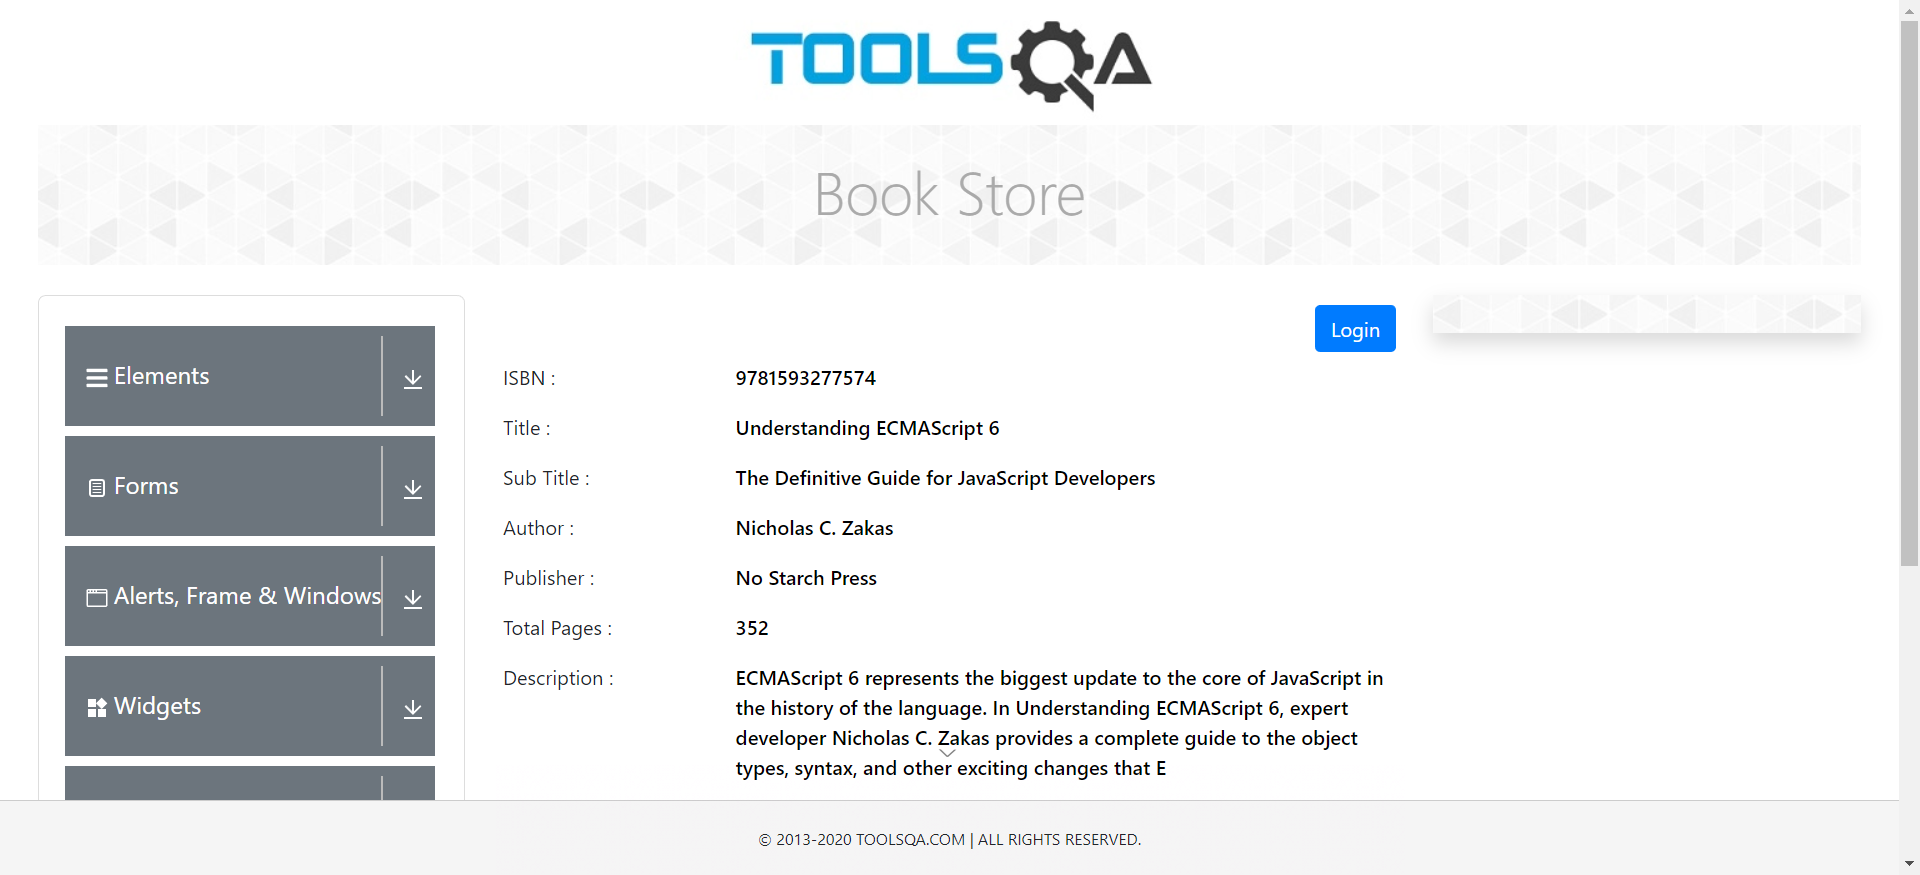 TOOLSQA
Book Store
Elements
Forms
Alerts, Frame & Windows
Widgets
Login
ISBN : 9781593277574
Title : Understanding ECMAScript 6
Sub Title : The Definitive Guide for JavaScript Developers
Author : Nicholas C. Zakas
Publisher : No Starch Press
Total Pages : 352
Description : ECMAScript 6 represents the biggest update to the core of JavaScript in
the history of the language. In Understanding ECMAScript 6, expert
developer Nicholas C. Zakas provides a complete guide to the object
types, syntax, and other exciting changes that E
© 2013-2020 TOOLSQA.COM | ALL RIGHTS RESERVED.